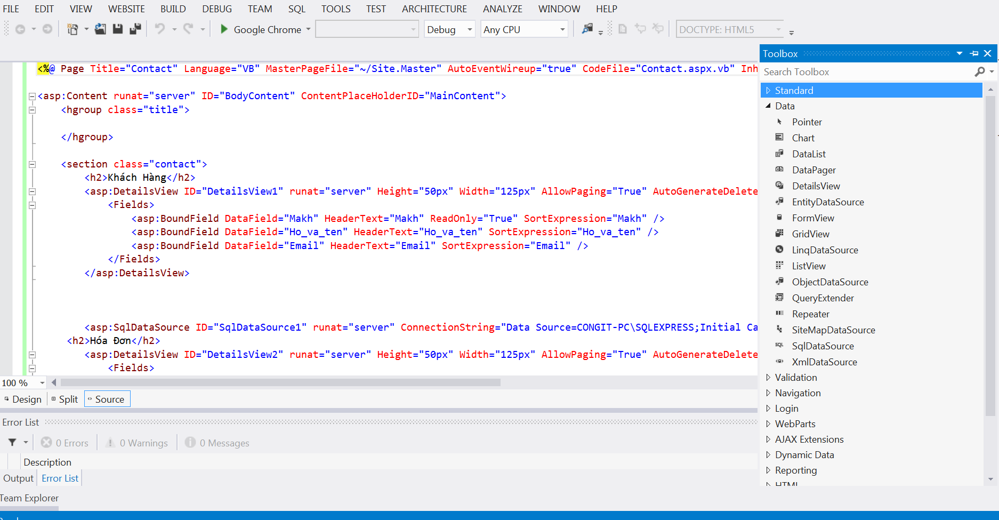 FILE EDIT VIEW WEBSITE BUILD DEBUG TEAM SQL TOOLS TEST ARCHITECTURE ANALYZE WINDOW HELP
Google Chrome Debug Any CPU DOCTYPE: HTML5
<%@ Page Title="Contact" Language="VB" MasterPageFile="~/Site.Master" AutoEventWireup="true" CodeFile="Contact.aspx.vb" Inh
<asp:Content runat="server" ID="BodyContent" ContentPlaceHolderID="MainContent">
<hgroup class="title">
</hgroup>
<section class="contact">
<h2>Khách Hàng</h2>
<asp:DetailsView ID="DetailsView1" runat="server" Height="50px" Width="125px" AllowPaging="True" AutoGenerateDelete
<Fields>
<asp:BoundField DataField="Makh" HeaderText="Makh" ReadOnly="True" SortExpression="Makh" />
<asp:BoundField DataField="Ho_va_ten" HeaderText="Ho_va_ten" SortExpression="Ho_va_ten" />
<asp:BoundField DataField="Email" HeaderText="Email" SortExpression="Email" />
</Fields>
</asp:DetailsView>
<asp:SqlDataSource ID="SqlDataSource1" runat="server" ConnectionString="Data Source=CONGIT-PC\SQLEXPRESS;Initial Ca
<h2>Hóa Đơn</h2>
<asp:DetailsView ID="DetailsView2" runat="server" Height="50px" Width="125px" AllowPaging="True" AutoGenerateDelete
<Fields>
100 %
Design Split Source
Error List
0 Errors 0 Warnings 0 Messages
Description
Output Error List
Team Explorer
Toolbox
Search Toolbox
Standard
Data
Pointer
Chart
DataList
DataPager
DetailsView
EntityDataSource
FormView
GridView
LinqDataSource
ListView
ObjectDataSource
QueryExtender
Repeater
SiteMapDataSource
SQL SqlDataSource
XmlDataSource
Validation
Navigation
Login
WebParts
AJAX Extensions
Dynamic Data
Reporting
HTML